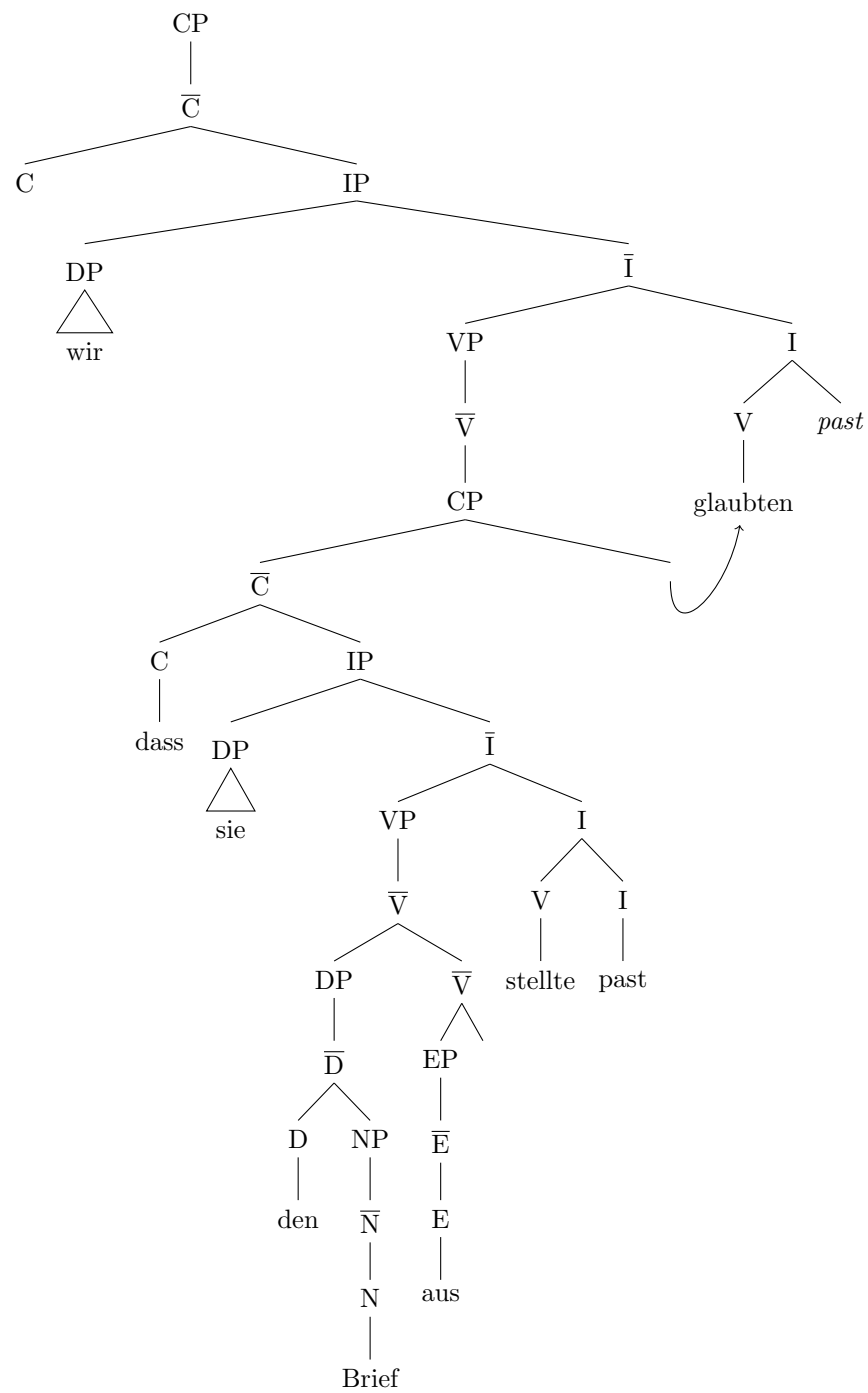 CP
C̅
C IP
DP I̅
wir
VP I
V̅ V past
CP glaubten
C̅
C IP
dass DP I̅
sie
VP I
V̅ V I
DP V̅ stellte past
D̅ EP
D NP E̅
den N̅ E
N aus
Brief